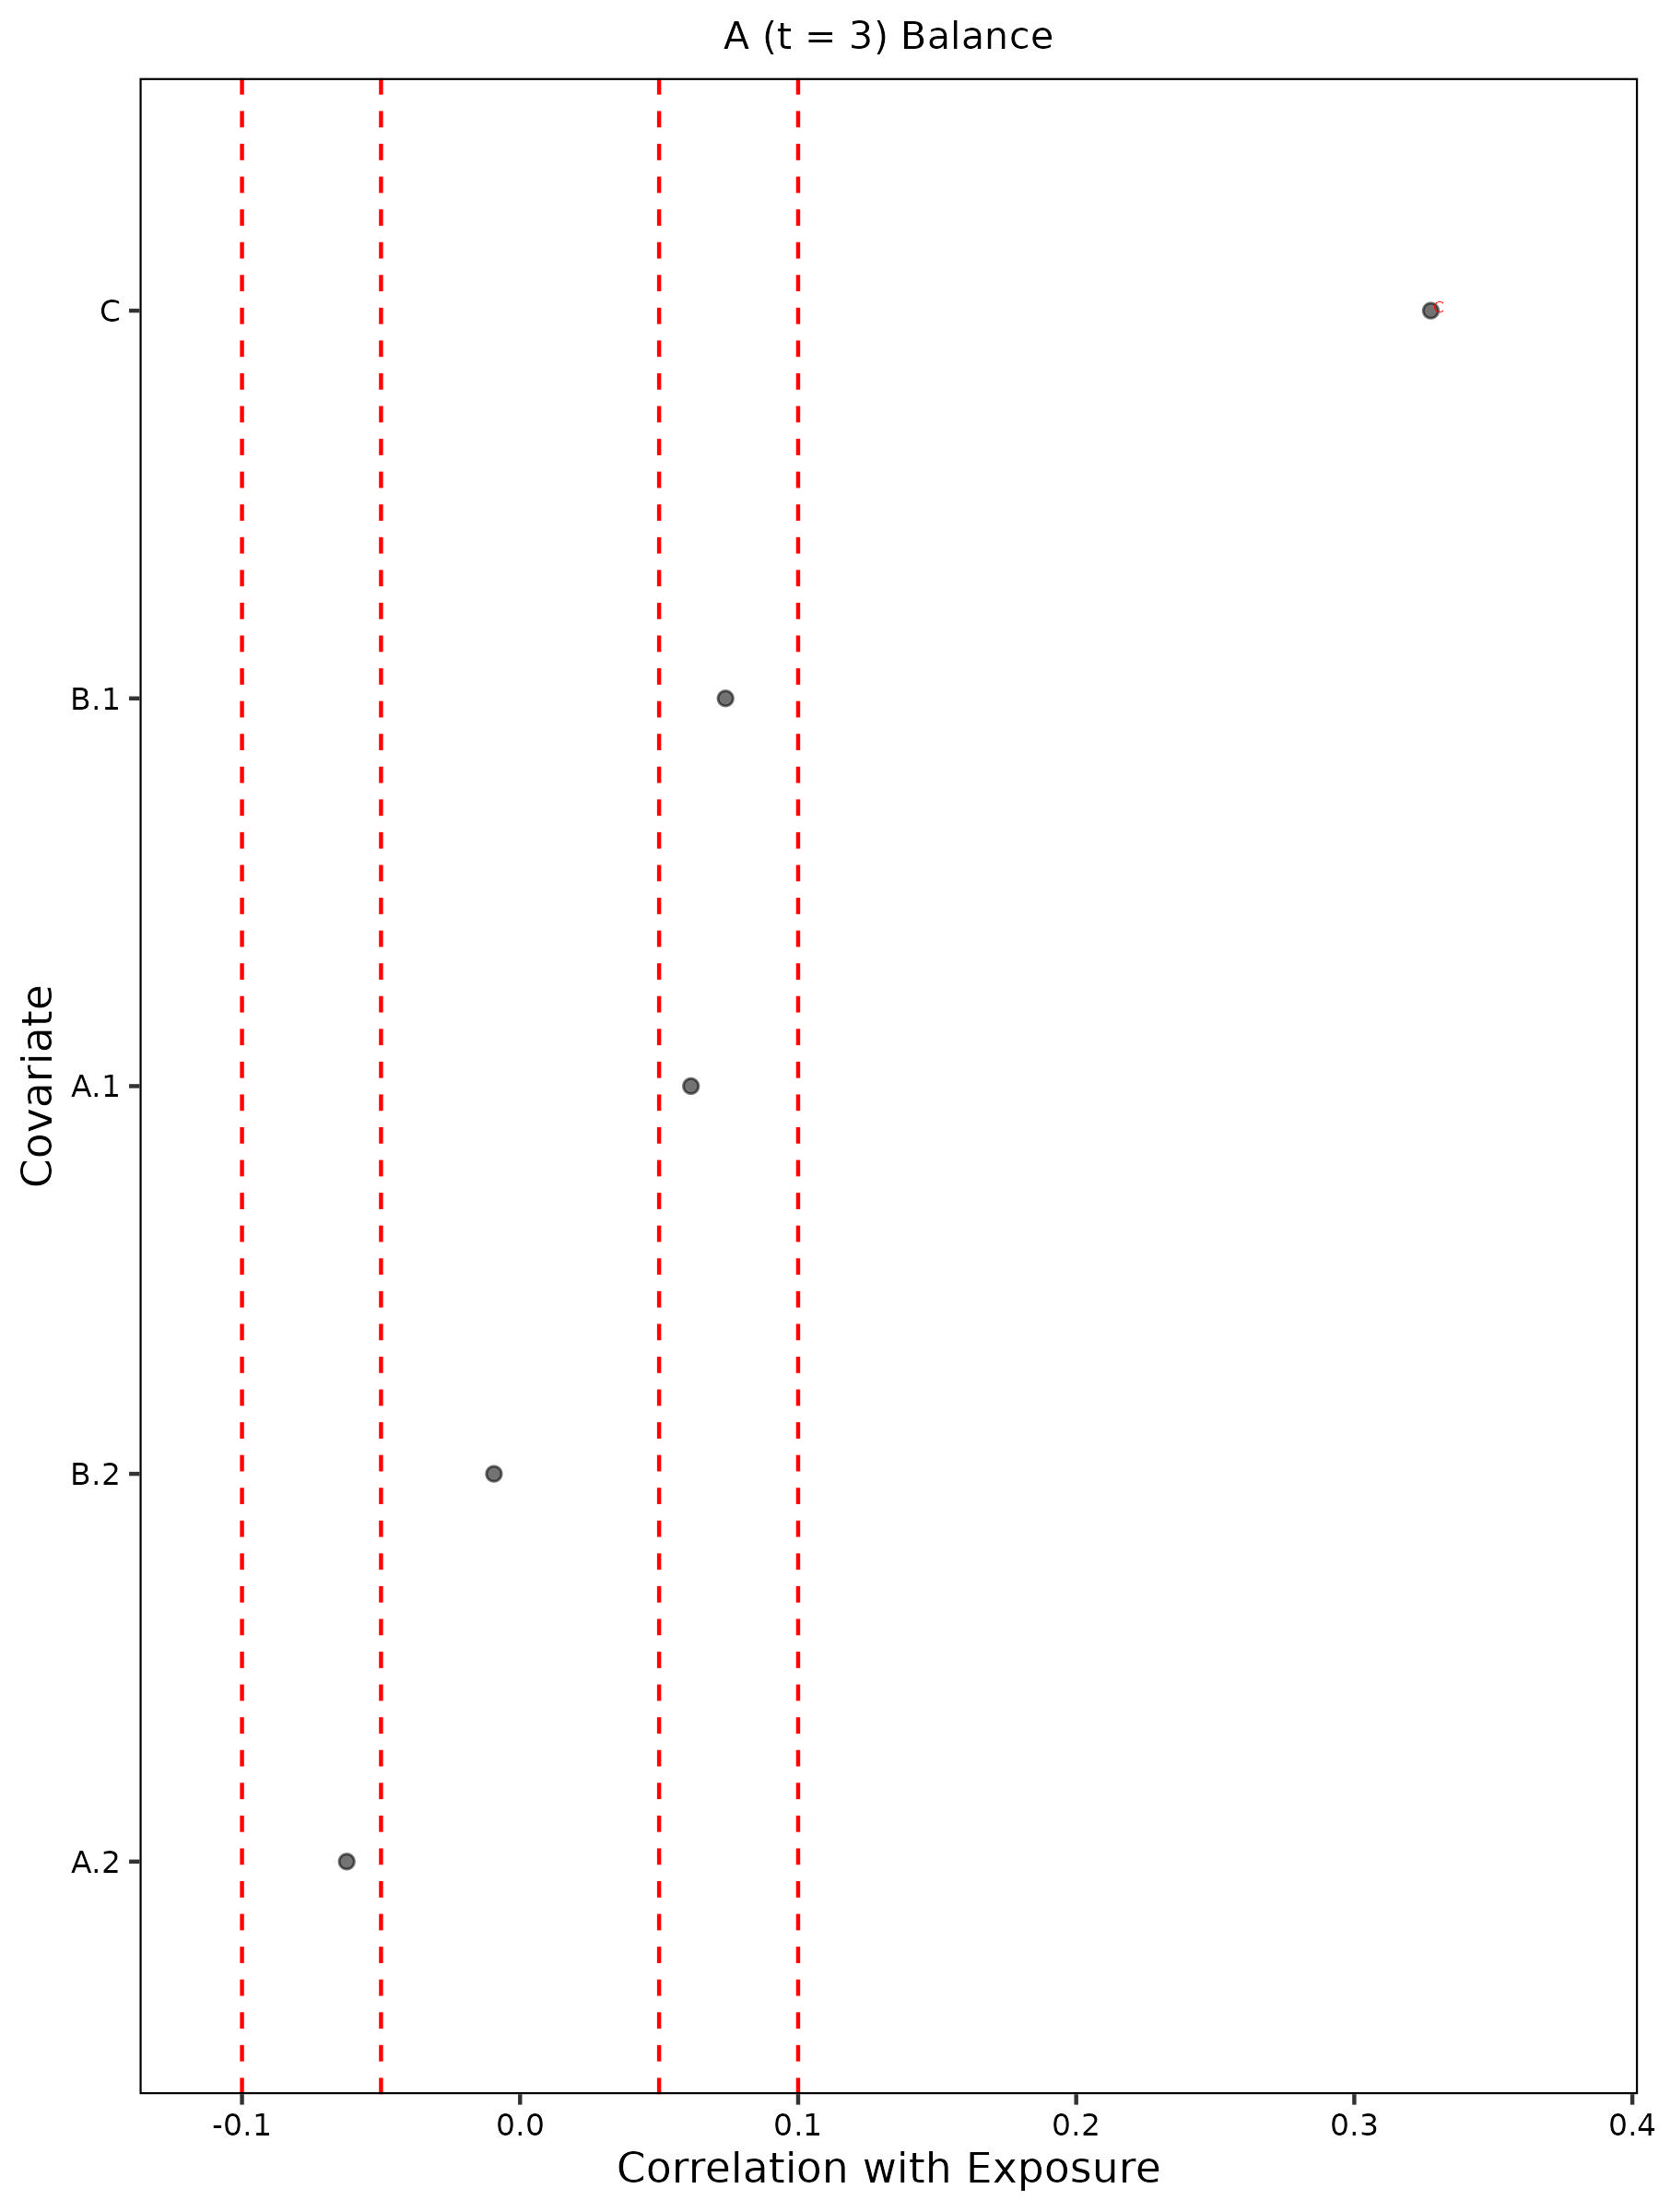 A (t = 3) Balance
C
C
B.1
A.1
B.2
A.2
Covariate
-0.1 0.0 0.1 0.2 0.3 0.4
Correlation with Exposure